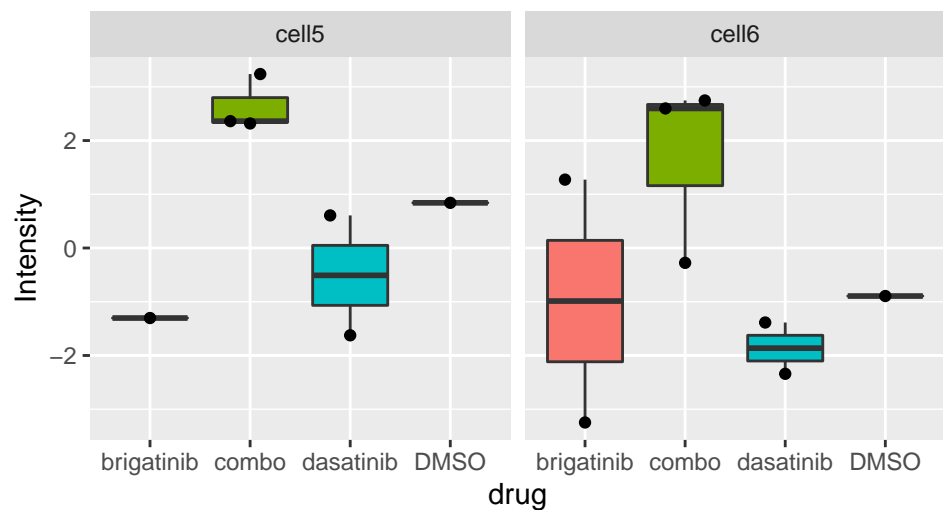 cell5 cell6
Intensity
2
0
−2
brigatinib combo dasatinib DMSO brigatinib combo dasatinib DMSO
drug